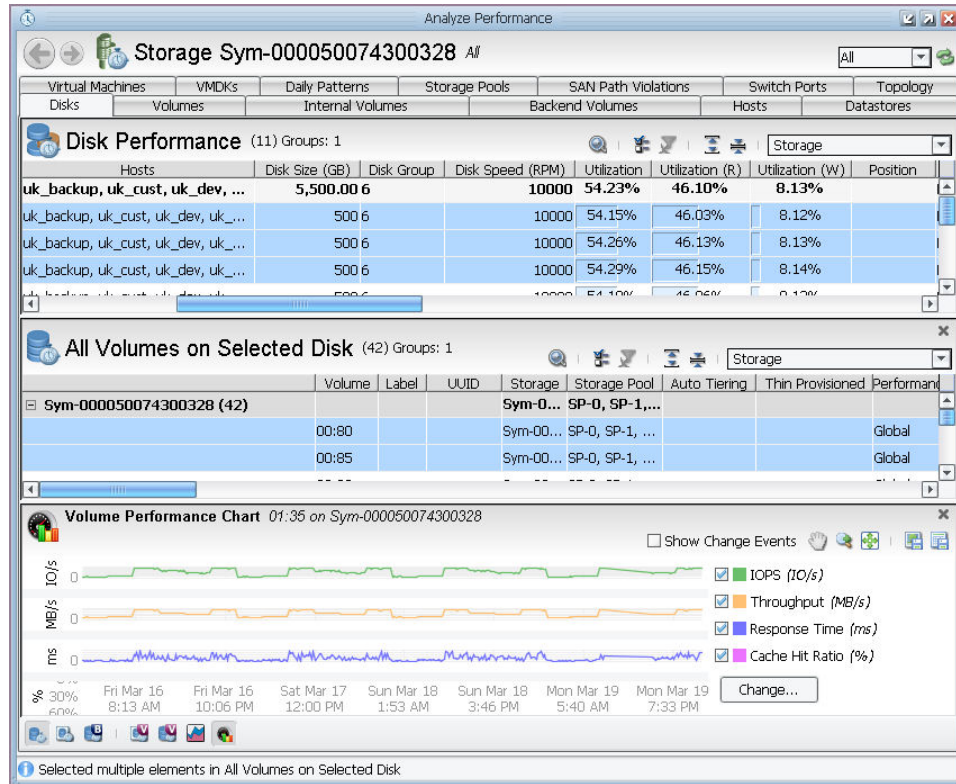 Analyze Performance
Storage Sym-000050074300328 All
All
Virtual Machines VMDKs Daily Patterns Storage Pools SAN Path Violations Switch Ports Topology
Disks Volumes Internal Volumes Backend Volumes Hosts Datastores
Disk Performance (11) Groups: 1 Storage
Hosts Disk Size (GB) Disk Group Disk Speed (RPM) Utilization Utilization (R) Utilization (W) Position
uk_backup, uk_cust, uk_dev, ... 5,500.00 6 10000 54.23% 46.10% 8.13%
uk_backup, uk_cust, uk_dev, uk_... 500 6 10000 54.15% 46.03% 8.12%
uk_backup, uk_cust, uk_dev, uk_... 500 6 10000 54.26% 46.13% 8.13%
uk_backup, uk_cust, uk_dev, uk_... 500 6 10000 54.29% 46.15% 8.14%
All Volumes on Selected Disk (42) Groups: 1 Storage
Volume Label UUID Storage Storage Pool Auto Tiering Thin Provisioned
Sym-000050074300328 (42) Sym-0... SP-0, SP-1,...
00:80 Sym-00... SP-0, SP-1, ... Global
00:85 Sym-00... SP-0, SP-1, ... Global
Volume Performance Chart 01:35 on Sym-000050074300328
Show Change Events
IO/s 0 IOPS (IO/s)
MB/s 0 Throughput (MB/s)
ms 0 Response Time (ms)
Cache Hit Ratio (%)
% 30% 60%
Fri Mar 16 Fri Mar 16 Sat Mar 17 Sun Mar 18 Sun Mar 18 Mon Mar 19 Mon Mar 19 Change...
8:13 AM 10:06 PM 12:00 PM 1:53 AM 3:46 PM 5:40 AM 7:33 PM
Selected multiple elements in All Volumes on Selected Disk